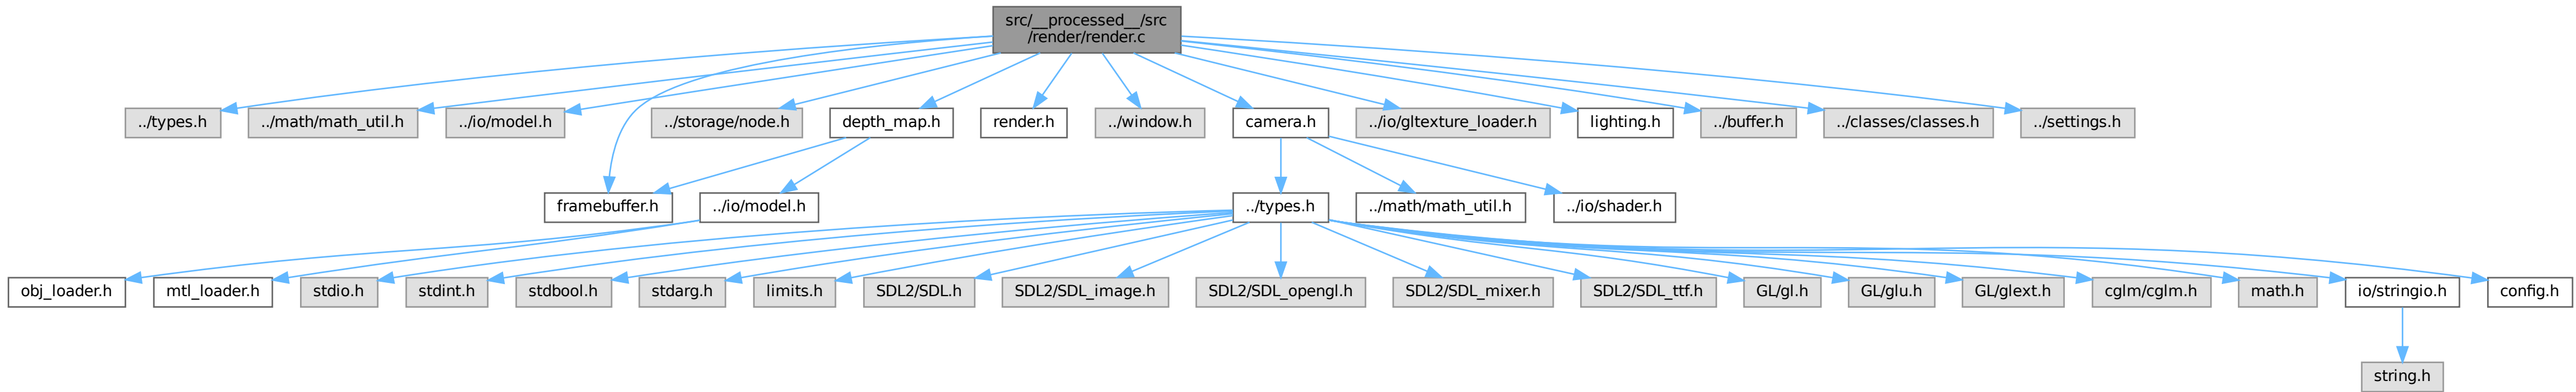 src/__processed__/src
/render/render.c
../types.h
../math/math_util.h
../io/model.h
../storage/node.h
depth_map.h
render.h
../window.h
camera.h
../io/gltexture_loader.h
lighting.h
../buffer.h
../classes/classes.h
../settings.h
framebuffer.h
../io/model.h
../types.h
../math/math_util.h
../io/shader.h
obj_loader.h
mtl_loader.h
stdio.h
stdint.h
stdbool.h
stdarg.h
limits.h
SDL2/SDL.h
SDL2/SDL_image.h
SDL2/SDL_opengl.h
SDL2/SDL_mixer.h
SDL2/SDL_ttf.h
GL/gl.h
GL/glu.h
GL/glext.h
cglm/cglm.h
math.h
io/stringio.h
config.h
string.h